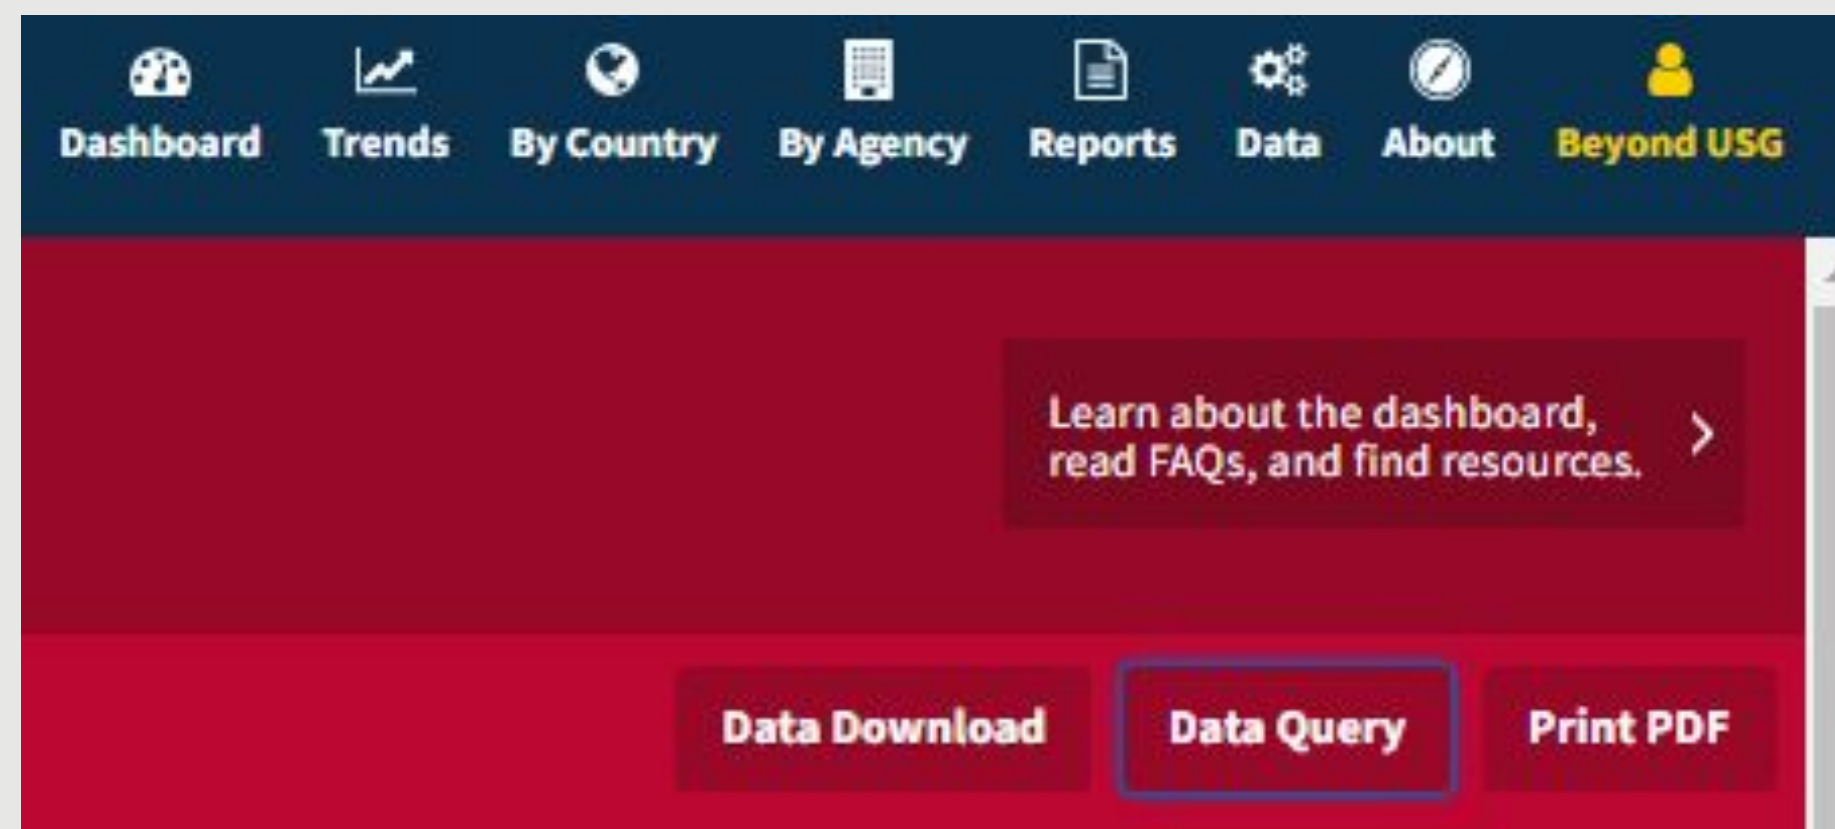 Dashboard Trends By Country By Agency Reports Data About Beyond USG
Learn about the dashboard,
read FAQs, and find resources.
Data Download Data Query Print PDF